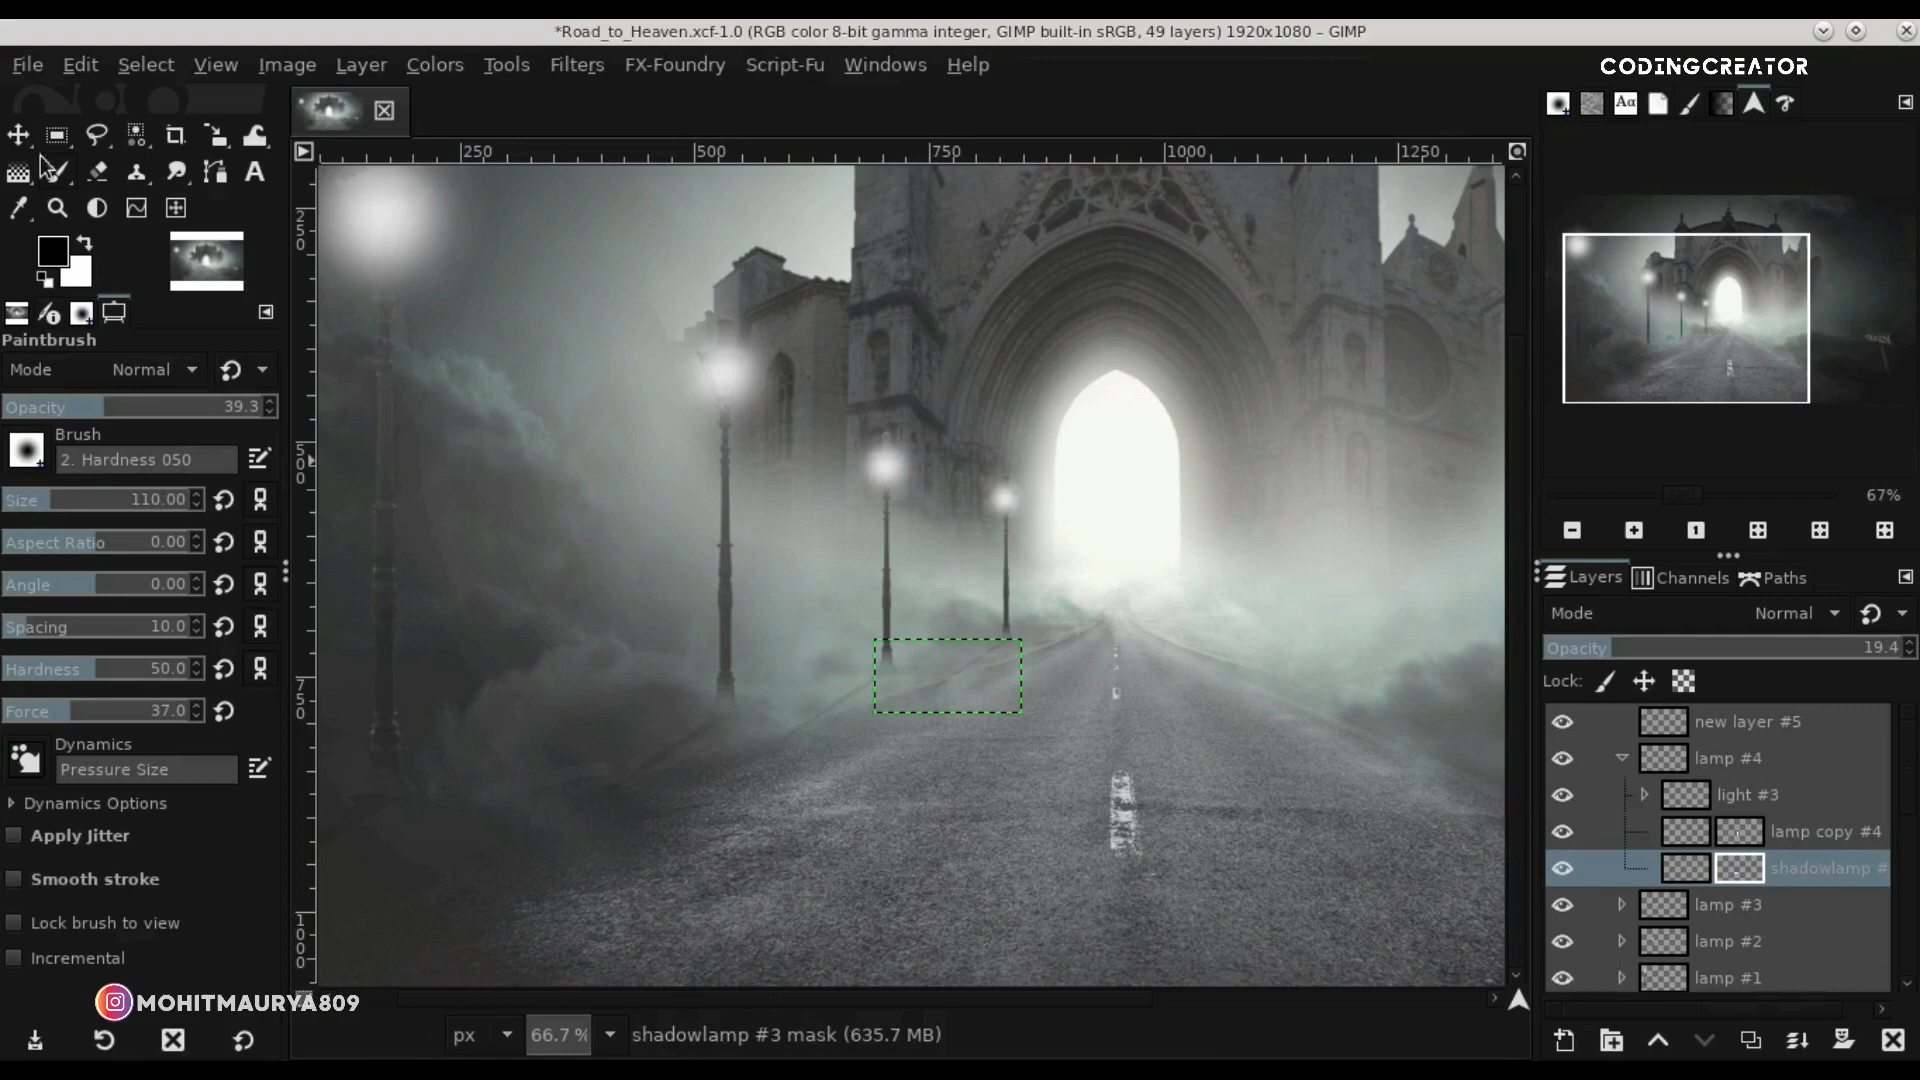 *Road_to_Heaven.xcf-1.0 (RGB color 8-bit gamma integer, GIMP built-in sRGB, 49 layers) 1920x1080 – GIMP
File Edit Select View Image Layer Colors Tools Filters FX-Foundry Script-Fu Windows Help
CODINGCREATOR
Aα
A
250 500 750 1000 1250
250
500
750
1000
Paintbrush
Mode Normal
Opacity 39.3
Brush
2. Hardness 050
Size 110.00
Aspect Ratio 0.00
Angle 0.00
Spacing 10.0
Hardness 50.0
Force 37.0
Dynamics
Pressure Size
Dynamics Options
Apply Jitter
Smooth stroke
Lock brush to view
Incremental
MOHITMAURYA809
px 66.7 % shadowlamp #3 mask (635.7 MB)
67%
Layers Channels Paths
Mode Normal
Opacity 19.4
Lock:
new layer #5
lamp #4
light #3
lamp copy #4
shadowlamp #
lamp #3
lamp #2
lamp #1